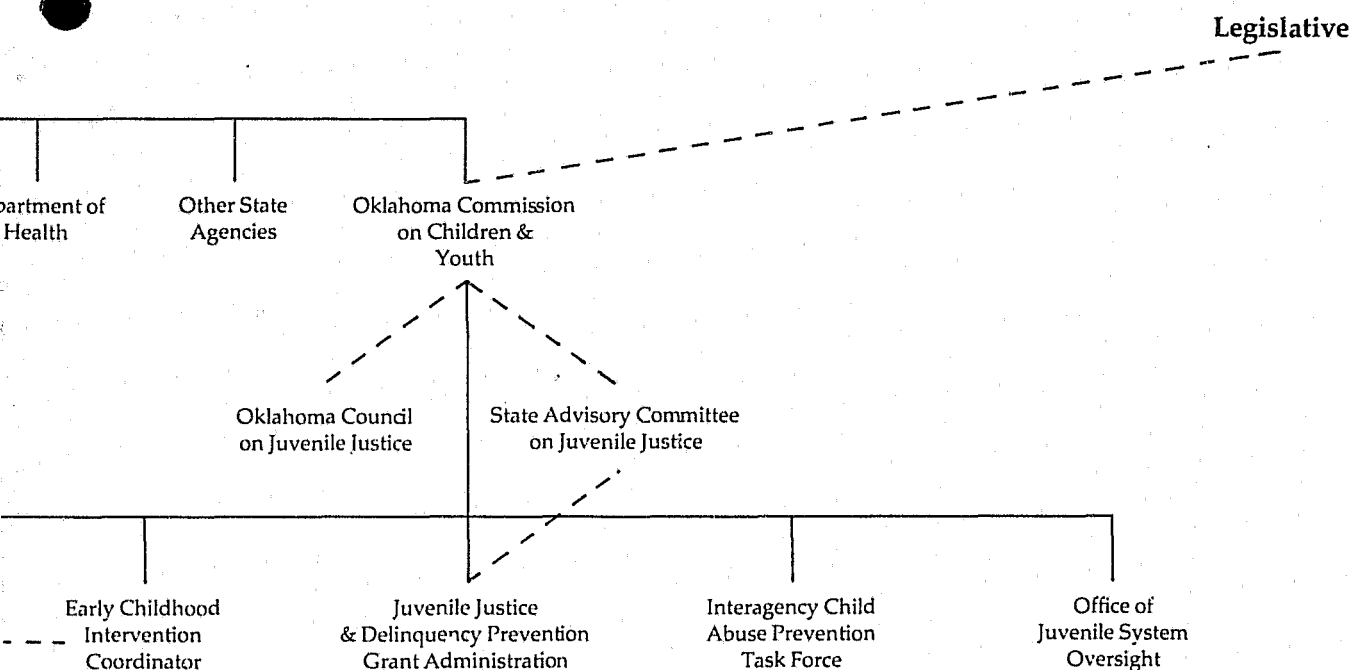 Legislative
partment of
Health
Other State
Agencies
Oklahoma Commission
on Children &
Youth
Oklahoma Council
on Juvenile Justice
State Advisory Committee
on Juvenile Justice
Early Childhood
Intervention
Coordinator
Juvenile Justice
& Delinquency Prevention
Grant Administration
Interagency Child
Abuse Prevention
Task Force
Office of
Juvenile System
Oversight